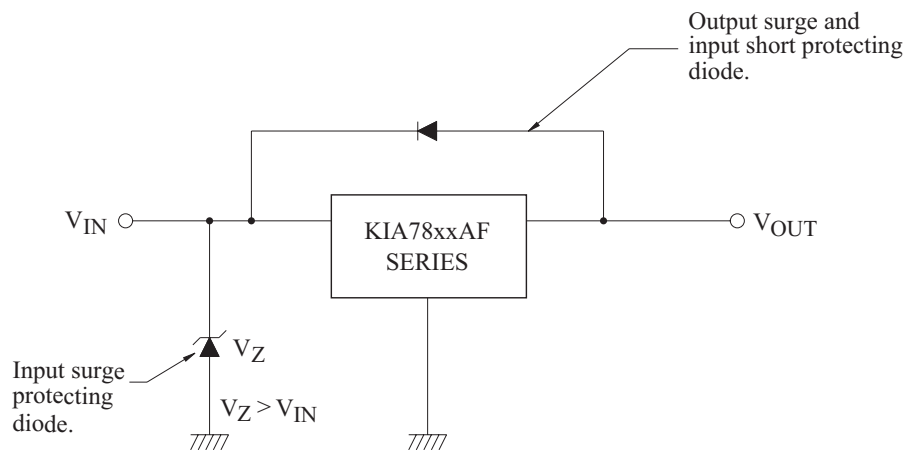 Output surge and
input short protecting
diode.
VIN
KIA78xxAF
SERIES
VOUT
VZ
Input surge
protecting
diode.
VZ > VIN